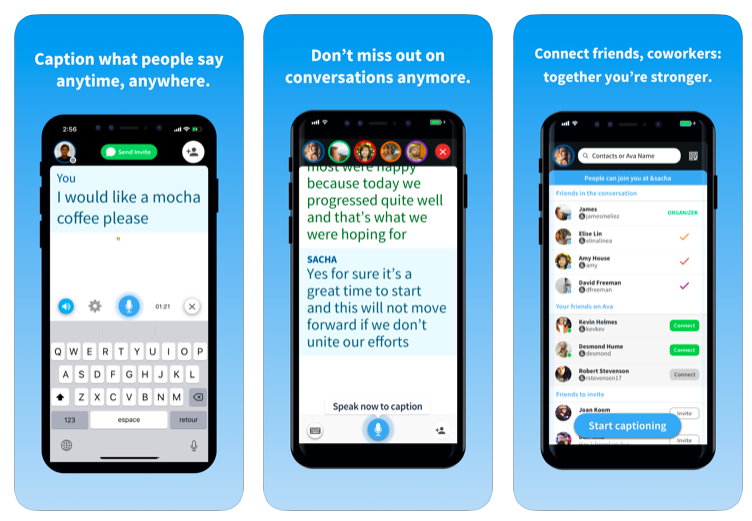 Caption what people say
anytime, anywhere.
2:56
Send Invite
You
I would like a mocha
coffee please
"
01:21
Q W E R T Y U I O P
A S D F G H J K L
Z X C V B N M
123 espace retour
Don't miss out on
conversations anymore.
most were happy
because today we
progressed quite well
and that's what we
were hoping for
SACHA
Yes for sure it's a
great time to start
and this will not move
forward if we don't
unite our efforts
Speak now to caption
Connect friends, coworkers:
together you're stronger.
Contacts or Ava Name
People can join you at &sacha
Friends in the conversation
James
&jamesmellez
ORGANIZER
Elise Lin
&elinalinea
Amy House
&amy
David Freeman
&dfreeman
Your friends on Ava
Kevin Holmes
&kevkev
Connect
Desmond Hume
&desmond
Connect
Robert Stevenson
&rstevenson17
Connect
Friends to invite
Joan Koom
Invite
Start captioning
Invite